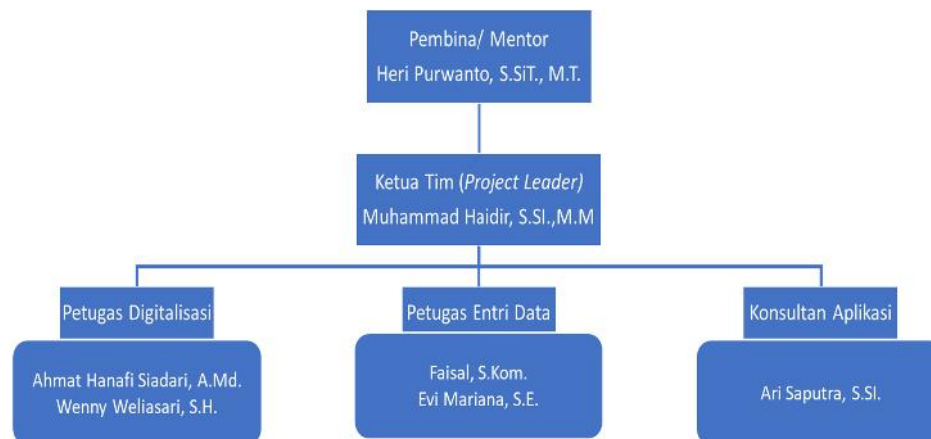 Pembina/ Mentor
Heri Purwanto, S.SiT., M.T.
Ketua Tim (Project Leader)
Muhammad Haidir, S.SI.,M.M
Petugas Digitalisasi
Ahmat Hanafi Siadari, A.Md.
Wenny Weliasari, S.H.
Petugas Entri Data
Faisal, S.Kom.
Evi Mariana, S.E.
Konsultan Aplikasi
Ari Saputra, S.SI.